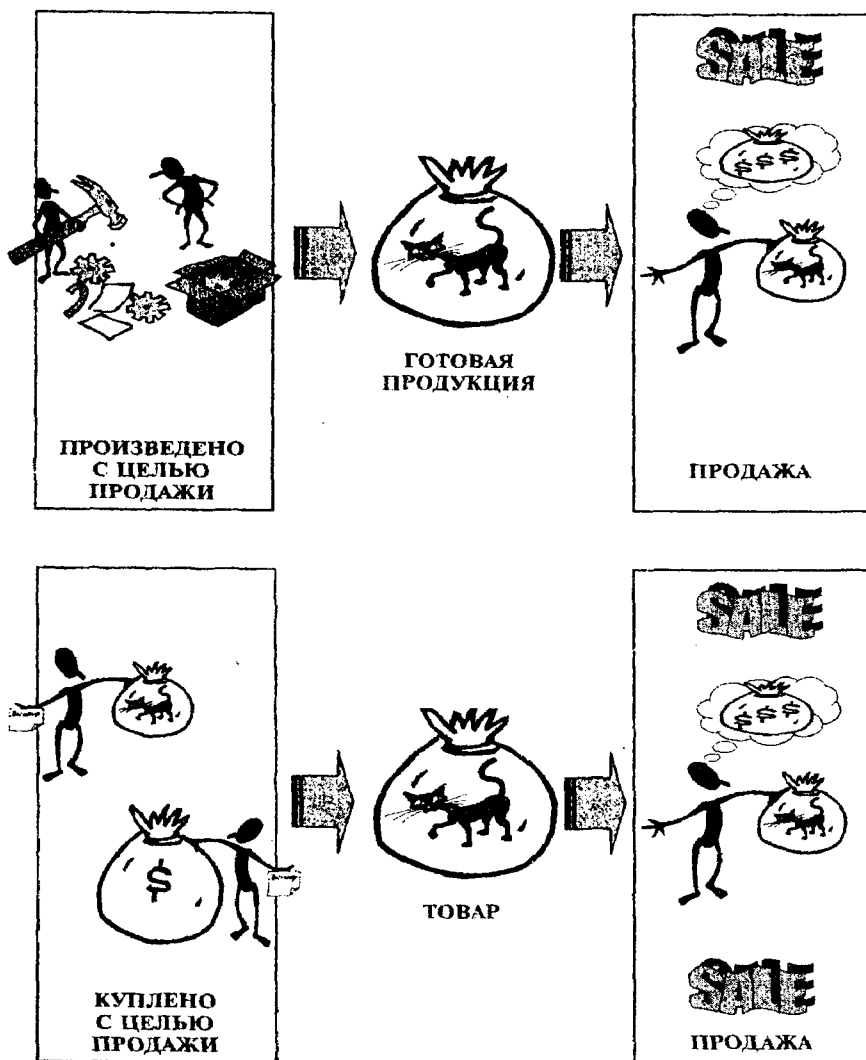 SALE
$ $ $
ГОТОВАЯ
ПРОДУКЦИЯ
ПРОИЗВЕДЕНО
С ЦЕЛЬЮ
ПРОДАЖИ
ПРОДАЖА
SALE
$ $ $
$
ТОВАР
КУПЛЕНО
С ЦЕЛЬЮ
ПРОДАЖИ
SALE
ПРОДАЖА